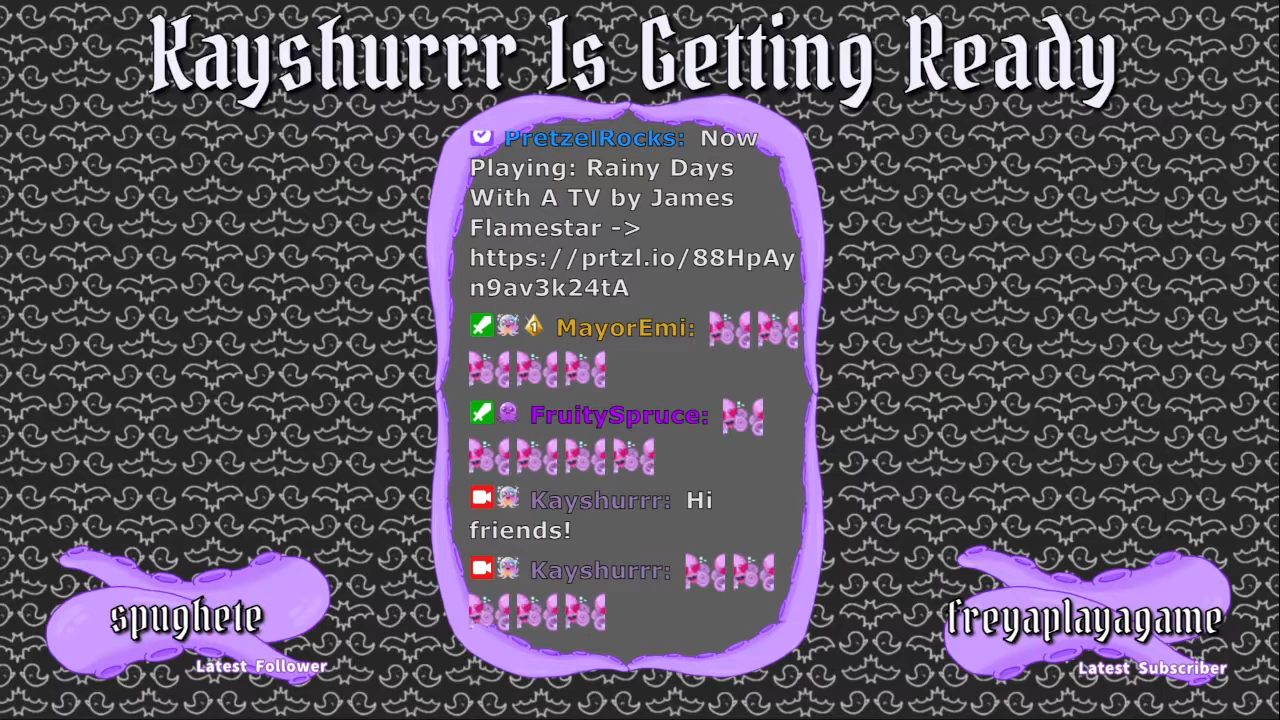 Kayshurrr Is Getting Ready
PretzelRocks: Now
Playing: Rainy Days
With A TV by James
Flamestar ->
https://prtzl.io/88HpAy
n9av3k24tA
1 MayorEmi:
FruitySpruce:
Kayshurrr: Hi
friends!
Kayshurrr:
spughete
Latest Follower
freyaplayagame
Latest Subscriber